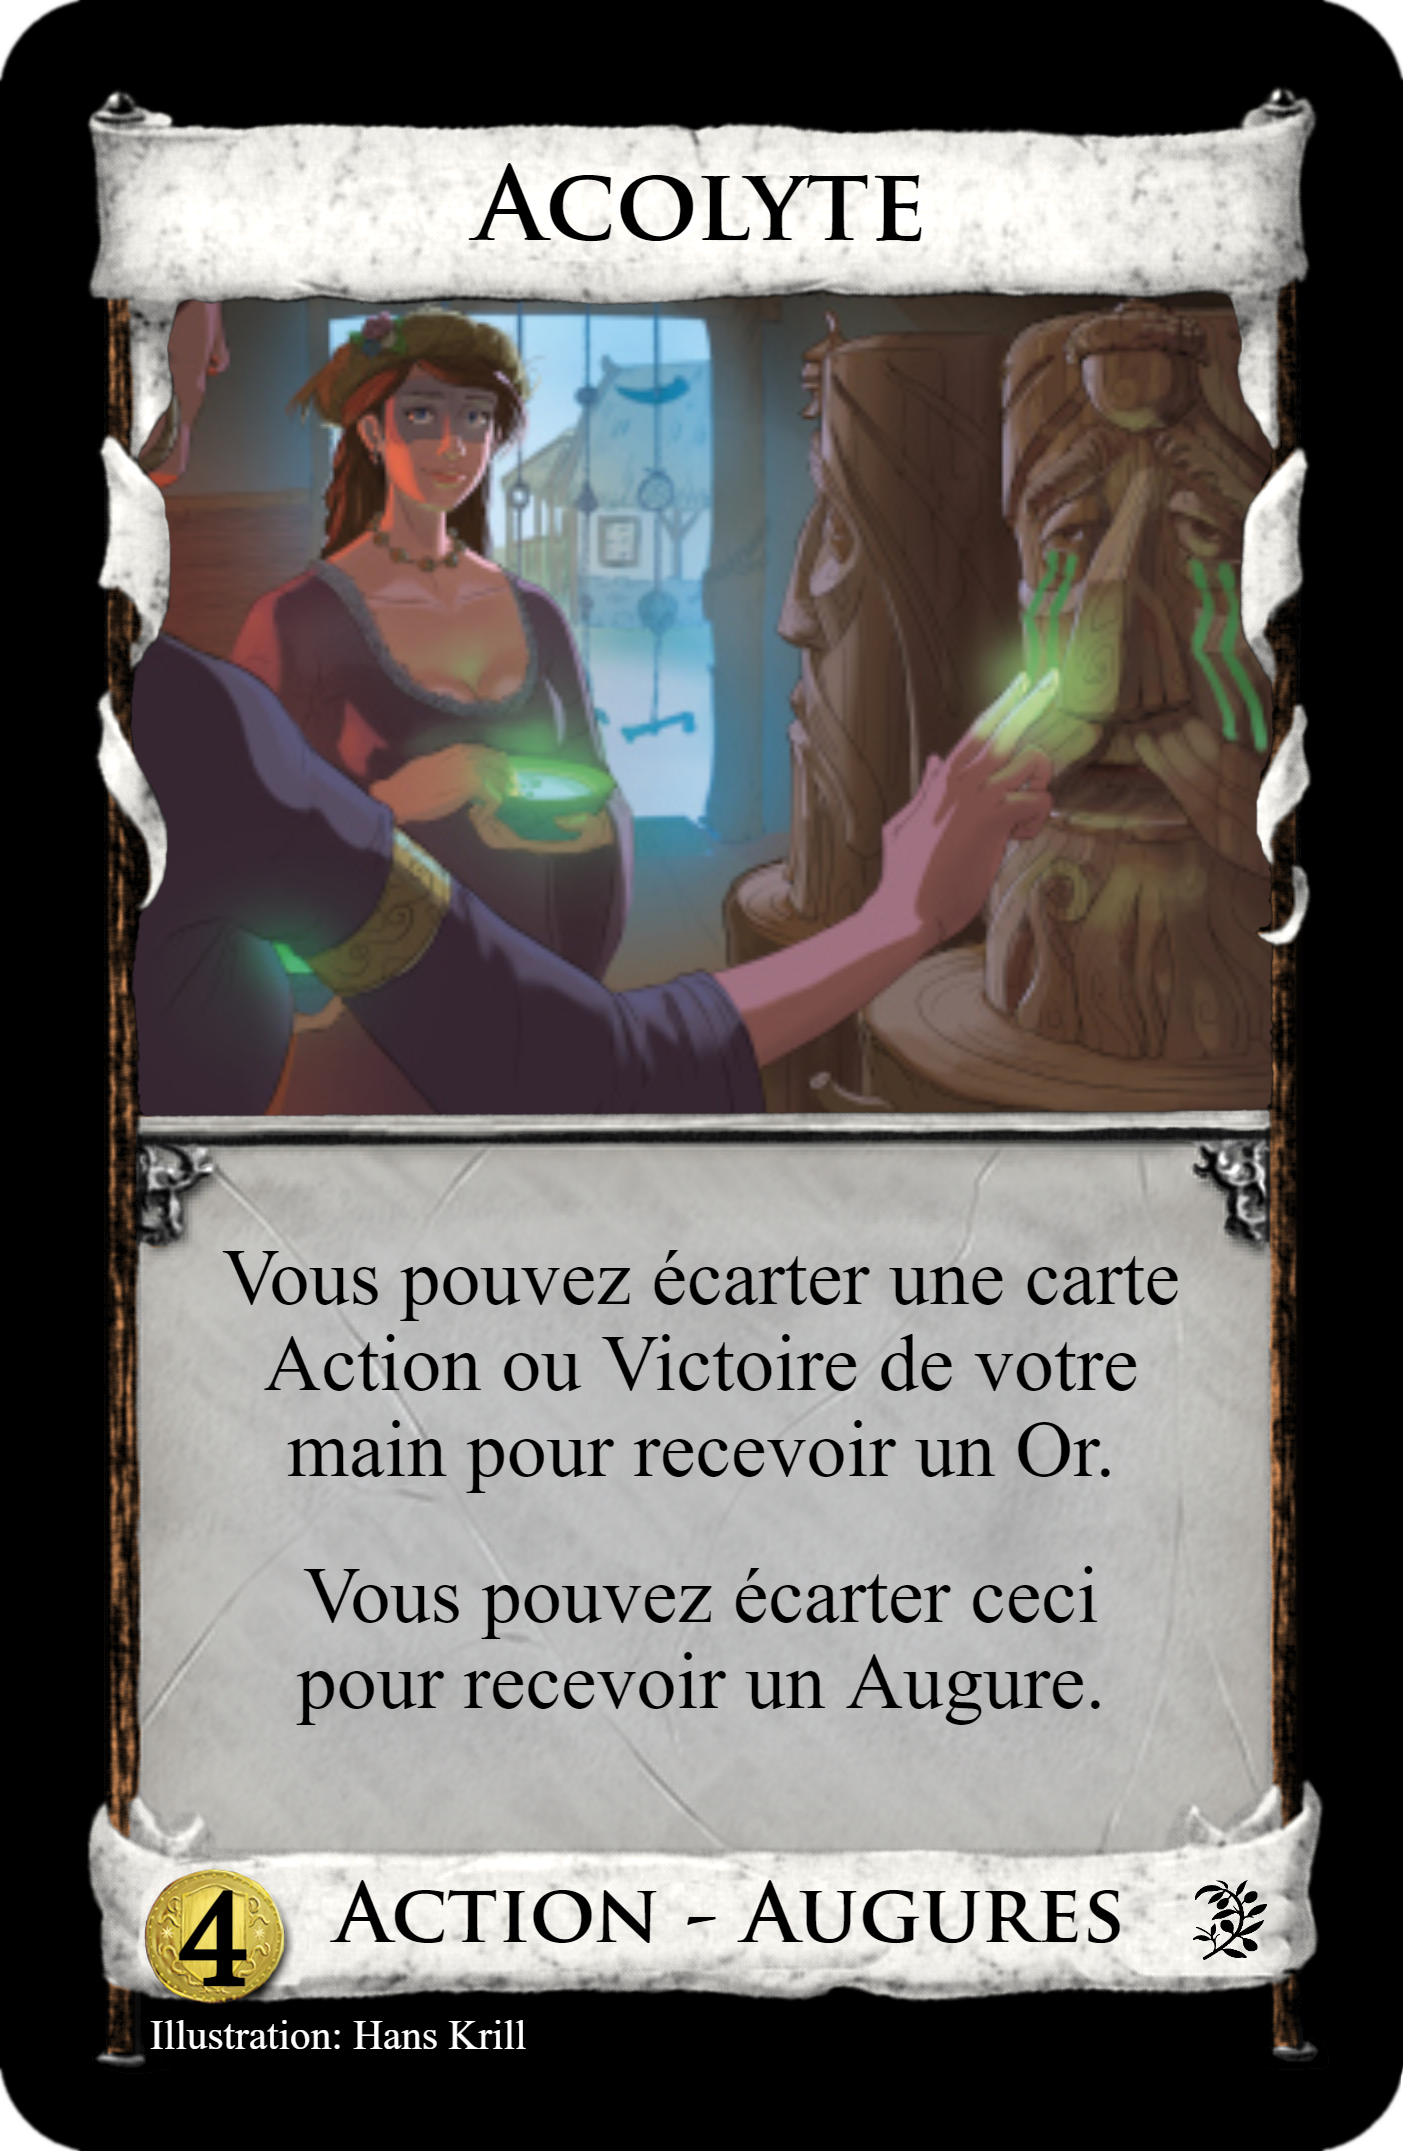 Acolyte
Vous pouvez écarter une carte
Action ou Victoire de votre
main pour recevoir un Or.
Vous pouvez écarter ceci
pour recevoir un Augure.
4 Action - Augures
Illustration: Hans Krill